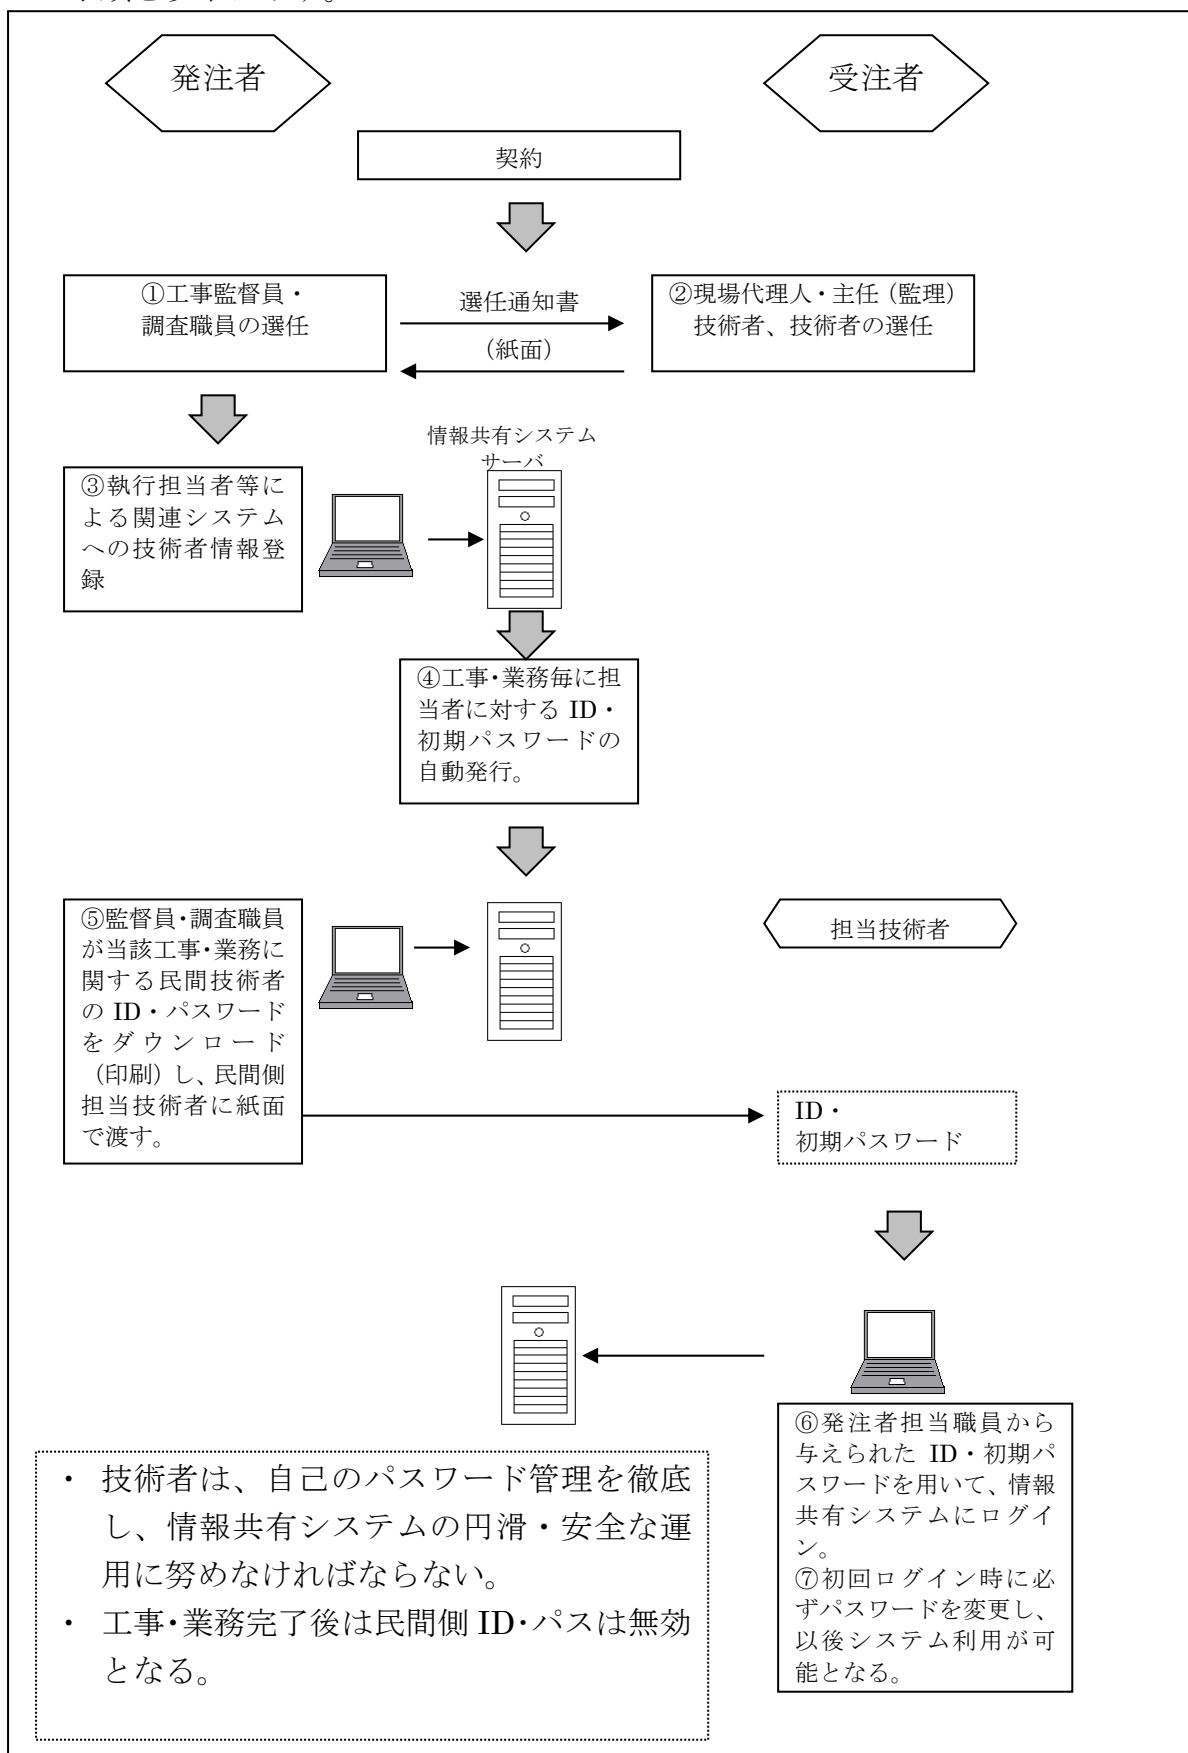 発注者
受注者
契約
①工事監督員・
調査職員の選任
選任通知書
（紙面）
②現場代理人・主任（監理）
技術者、技術者の選任
情報共有システム
サーバ
③執行担当者等に
よる関連システム
への技術者情報登
録
④工事・業務毎に担
当者に対する ID・
初期パスワードの
自動発行。
⑤監督員・調査職員
が当該工事・業務に
関する民間技術者
の ID・パスワード
をダウンロード
（印刷）し、民間側
担当技術者に紙面
で渡す。
担当技術者
ID・
初期パスワード
⑥発注者担当職員から
与えられた ID・初期パ
スワードを用いて、情報
共有システムにログイ
ン。
⑦初回ログイン時に必
ずパスワードを変更し、
以後システム利用が可
能となる。
・ 技術者は、自己のパスワード管理を徹底
し、情報共有システムの円滑・安全な運
用に努めなければならない。
・ 工事・業務完了後は民間側 ID・パスは無効
となる。